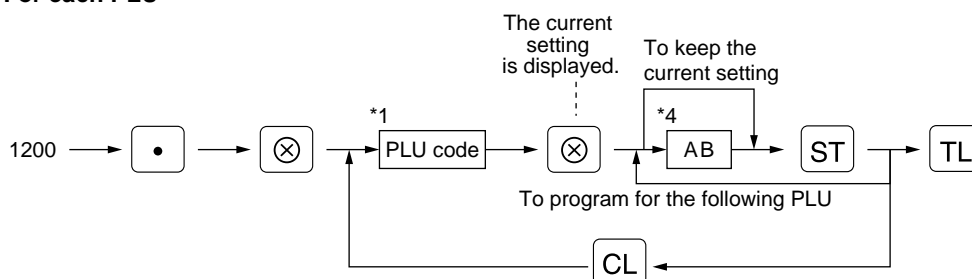 For each PLU
The current
setting
is displayed.
To keep the
current setting
*1
*4
1200
•
⊗
PLU code
⊗
AB
ST
TL
To program for the following PLU
CL